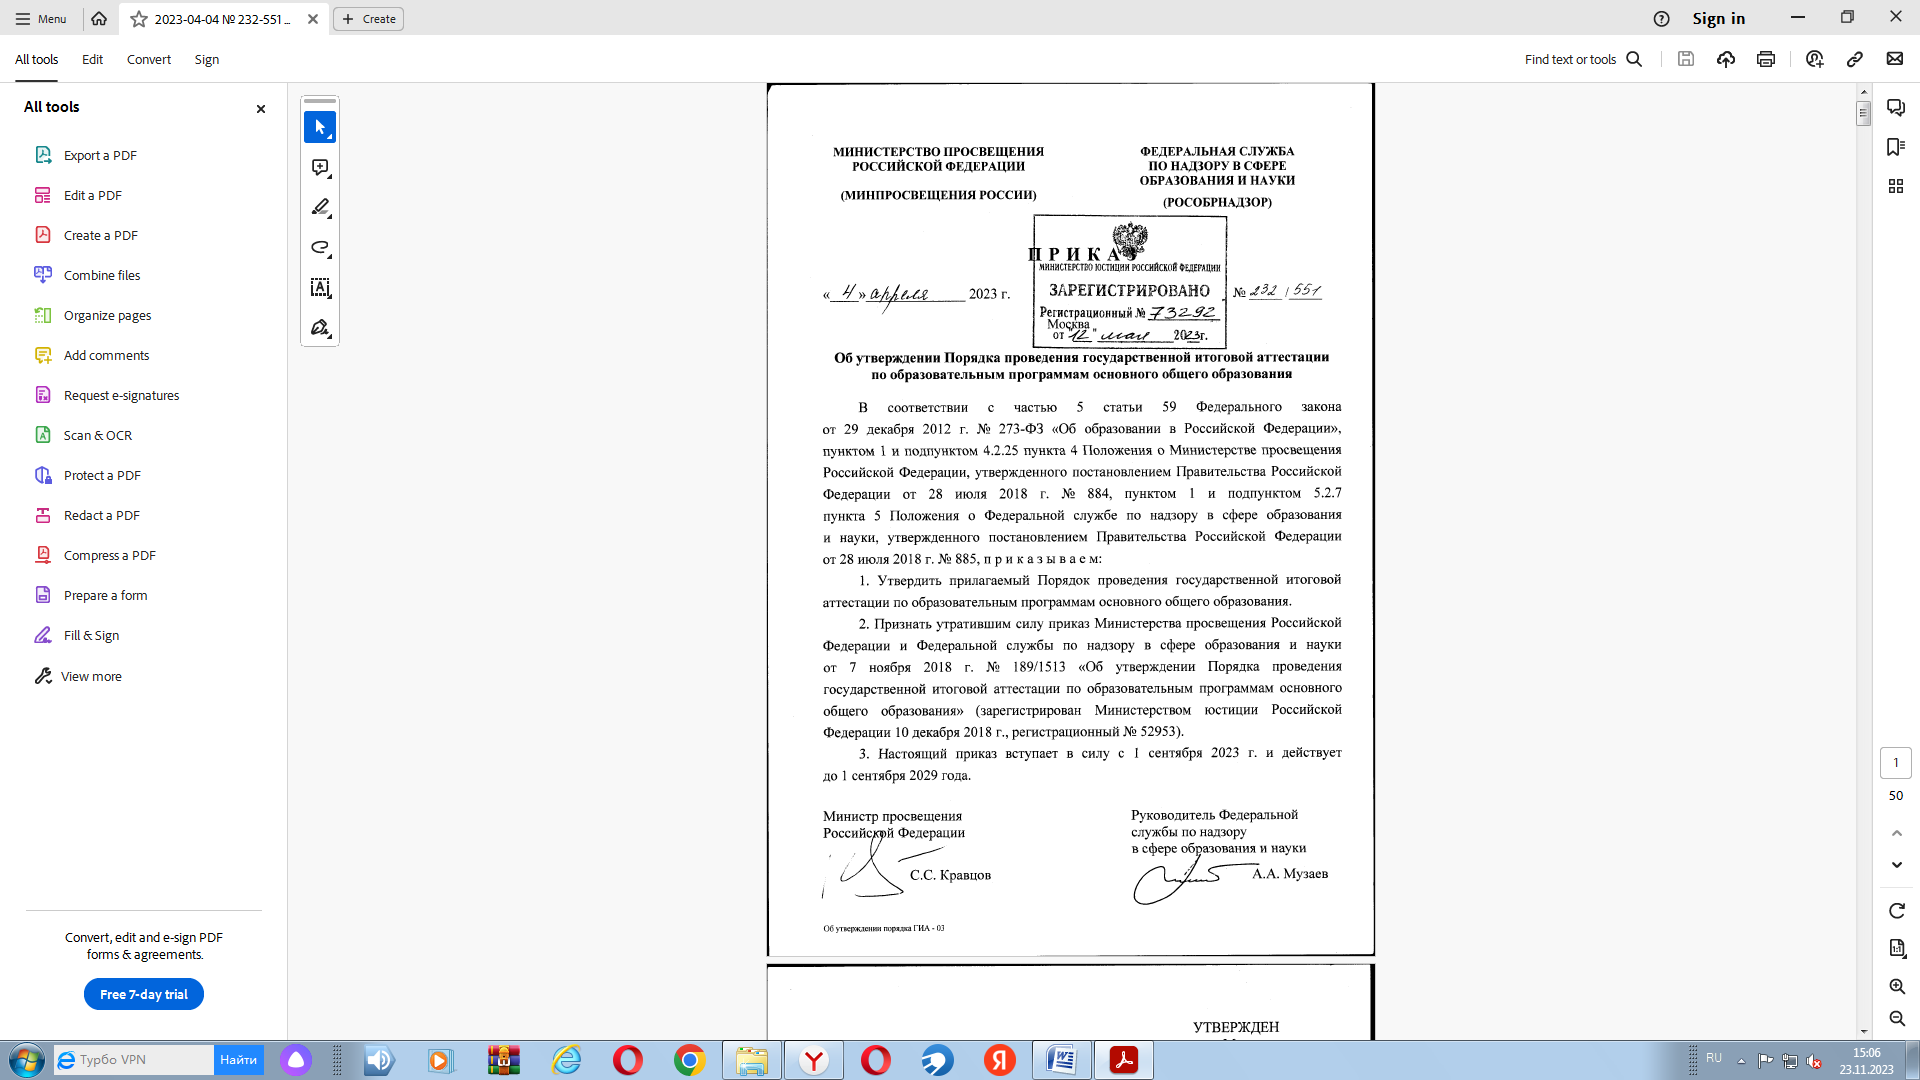 Menu
2023-04-04 № 232-551 ...
Create
Sign in
All tools
Edit
Convert
Sign
Find text or tools
All tools
Export a PDF
Edit a PDF
Create a PDF
Combine files
Organize pages
Add comments
Request e-signatures
Scan & OCR
Protect a PDF
Redact a PDF
Compress a PDF
Prepare a form
Fill & Sign
View more
Convert, edit and e-sign PDF
forms & agreements.
Free 7-day trial
МИНИСТЕРСТВО ПРОСВЕЩЕНИЯ
РОССИЙСКОЙ ФЕДЕРАЦИИ
(МИНПРОСВЕЩЕНИЯ РОССИИ)
ФЕДЕРАЛЬНАЯ СЛУЖБА
ПО НАДЗОРУ В СФЕРЕ
ОБРАЗОВАНИЯ И НАУКИ
(РОСОБРНАДЗОР)
П Р И К А З
МИНИСТЕРСТВО ЮСТИЦИИ РОССИЙСКОЙ ФЕДЕРАЦИИ
ЗАРЕГИСТРИРОВАНО
Регистрационный № 73292
Москва
от "12" мая 2023г.
« 4 » апреля 2023 г.
№ 232 / 551
Об утверждении Порядка проведения государственной итоговой аттестации
по образовательным программам основного общего образования
В соответствии с частью 5 статьи 59 Федерального закона
от 29 декабря 2012 г. № 273-ФЗ «Об образовании в Российской Федерации»,
пунктом 1 и подпунктом 4.2.25 пункта 4 Положения о Министерстве просвещения
Российской Федерации, утвержденного постановлением Правительства Российской
Федерации от 28 июля 2018 г. № 884, пунктом 1 и подпунктом 5.2.7
пункта 5 Положения о Федеральной службе по надзору в сфере образования
и науки, утвержденного постановлением Правительства Российской Федерации
от 28 июля 2018 г. № 885, п р и к а з ы в а е м:
1. Утвердить прилагаемый Порядок проведения государственной итоговой
аттестации по образовательным программам основного общего образования.
2. Признать утратившим силу приказ Министерства просвещения Российской
Федерации и Федеральной службы по надзору в сфере образования и науки
от 7 ноября 2018 г. № 189/1513 «Об утверждении Порядка проведения
государственной итоговой аттестации по образовательным программам основного
общего образования» (зарегистрирован Министерством юстиции Российской
Федерации 10 декабря 2018 г., регистрационный № 52953).
3. Настоящий приказ вступает в силу с 1 сентября 2023 г. и действует
до 1 сентября 2029 года.
Министр просвещения
Российской Федерации
С.С. Кравцов
Руководитель Федеральной
службы по надзору
в сфере образования и науки
А.А. Музаев
Об утверждении порядка ГИА - 03
УТВЕРЖДЕН
1
50
Турбо VPN
Найти
RU
15:06
23.11.2023